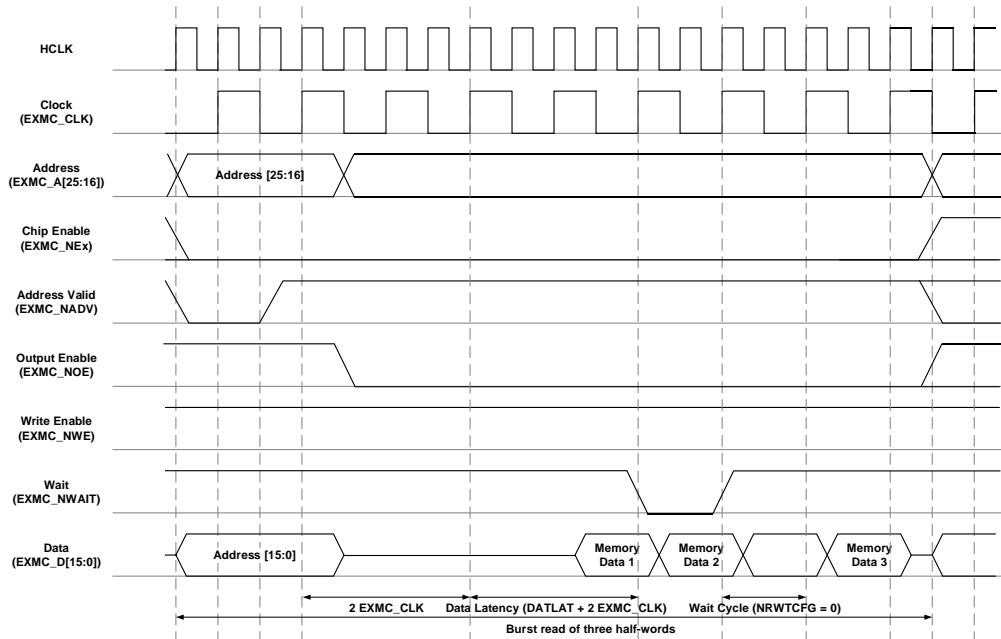 HCLK
Clock
(EXMC_CLK)
Address
(EXMC_A[25:16])
Address [25:16]
Chip Enable
(EXMC_NEx)
Address Valid
(EXMC_NADV)
Output Enable
(EXMC_NOE)
Write Enable
(EXMC_NWE)
Wait
(EXMC_NWAIT)
Data
(EXMC_D[15:0])
Address [15:0]
Memory
Data 1
Memory
Data 2
Memory
Data 3
2 EXMC_CLK
Data Latency (DATLAT + 2 EXMC_CLK)
Wait Cycle (NRWTCFG = 0)
Burst read of three half-words